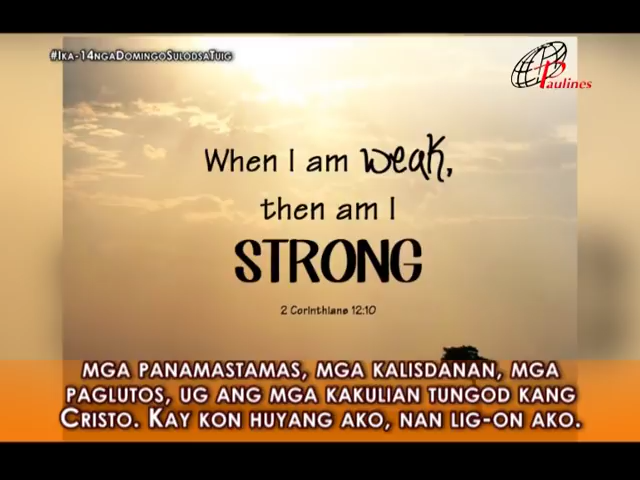 #IKA-14NGADOMINGOSULODSATUIG
Paulines
When I am weak,
then am I
STRONG
2 Corinthians 12:10
MGA PANAMASTAMAS, MGA KALISDANAN, MGA
PAGLUTOS, UG ANG MGA KAKULIAN TUNGOD KANG
CRISTO. KAY KON HUYANG AKO, NAN LIG-ON AKO.